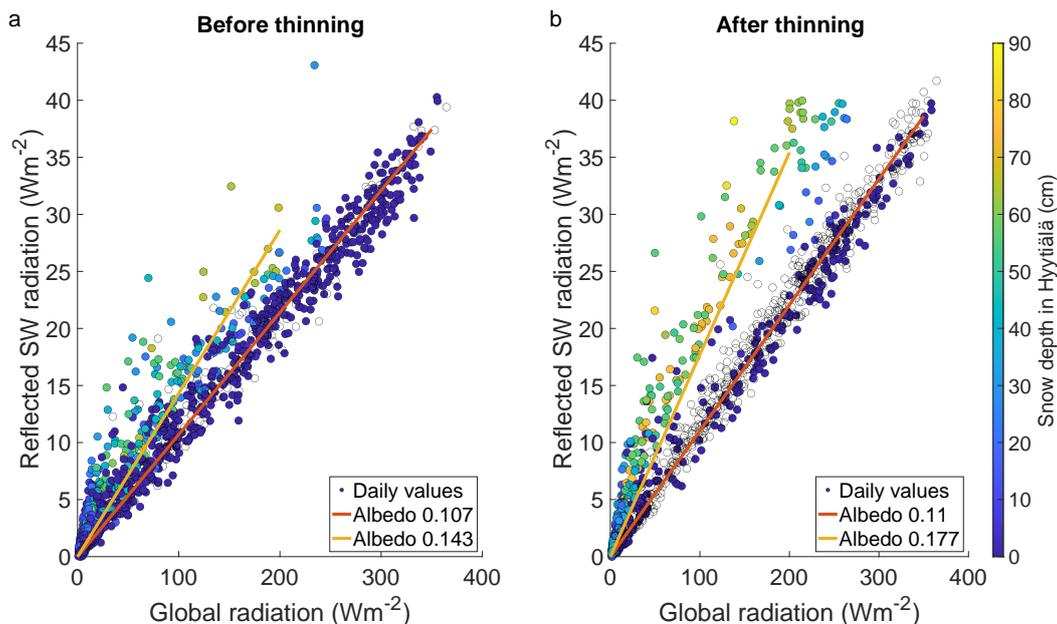 a
Before thinning
45
40
35
30
25
20
15
10
5
0
Reflected SW radiation (Wm-2)
0
100
200
300
400
Global radiation (Wm-2)
Daily values
Albedo 0.107
Albedo 0.143
b
After thinning
45
40
35
30
25
20
15
10
5
0
Reflected SW radiation (Wm-2)
0
100
200
300
400
Global radiation (Wm-2)
Daily values
Albedo 0.11
Albedo 0.177
90
80
70
60
50
40
30
20
10
0
Snow depth in Hyytiälä (cm)